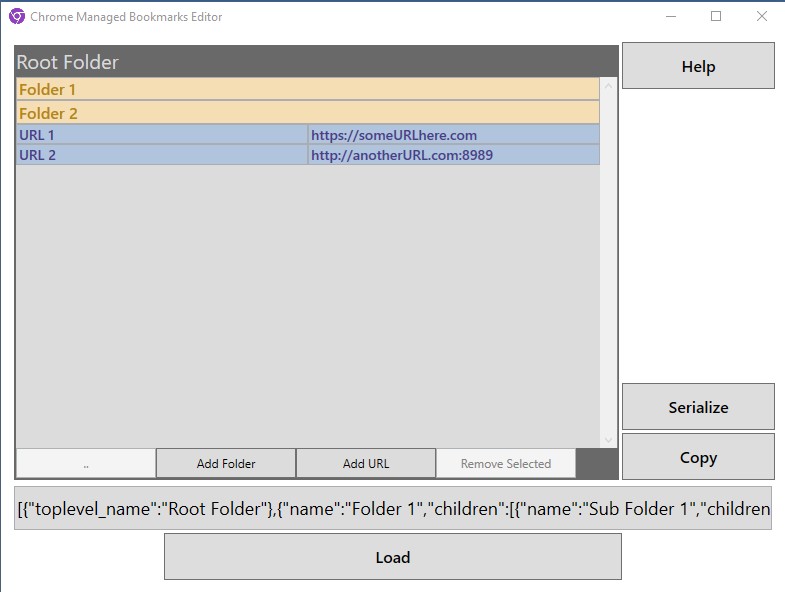 Chrome Managed Bookmarks Editor
Root Folder
Help
Folder 1
Folder 2
URL 1 https://someURLhere.com
URL 2 http://anotherURL.com:8989
Serialize
Copy
.. Add Folder Add URL Remove Selected
[{"toplevel_name":"Root Folder"},{"name":"Folder 1","children":[{"name":"Sub Folder 1","children
Load